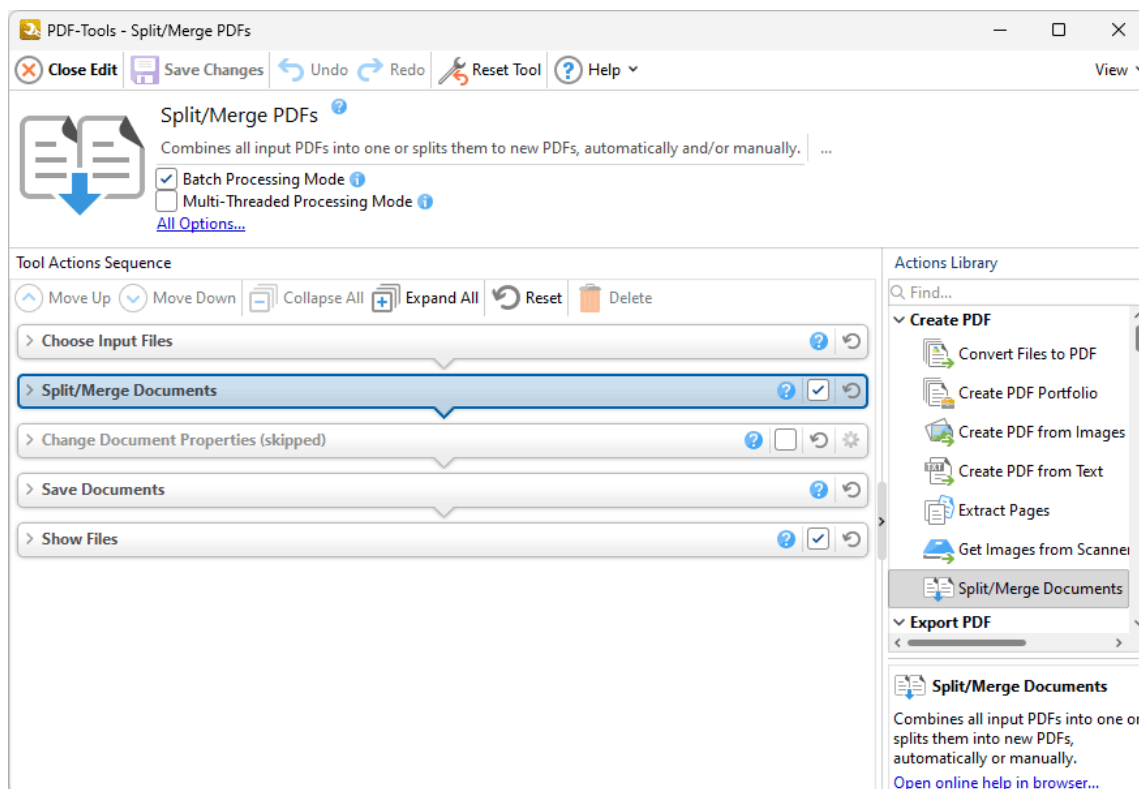 PDF-Tools - Split/Merge PDFs
Close Edit Save Changes Undo Redo Reset Tool Help View
Split/Merge PDFs
Combines all input PDFs into one or splits them to new PDFs, automatically and/or manually. ...
Batch Processing Mode
Multi-Threaded Processing Mode
All Options...
Tool Actions Sequence
Move Up Move Down Collapse All Expand All Reset Delete
Choose Input Files
Split/Merge Documents
Change Document Properties (skipped)
Save Documents
Show Files
Actions Library
Find...
Create PDF
Convert Files to PDF
Create PDF Portfolio
Create PDF from Images
TXT Create PDF from Text
Extract Pages
Get Images from Scanner
Split/Merge Documents
Export PDF
Split/Merge Documents
Combines all input PDFs into one or
splits them into new PDFs,
automatically or manually.
Open online help in browser...